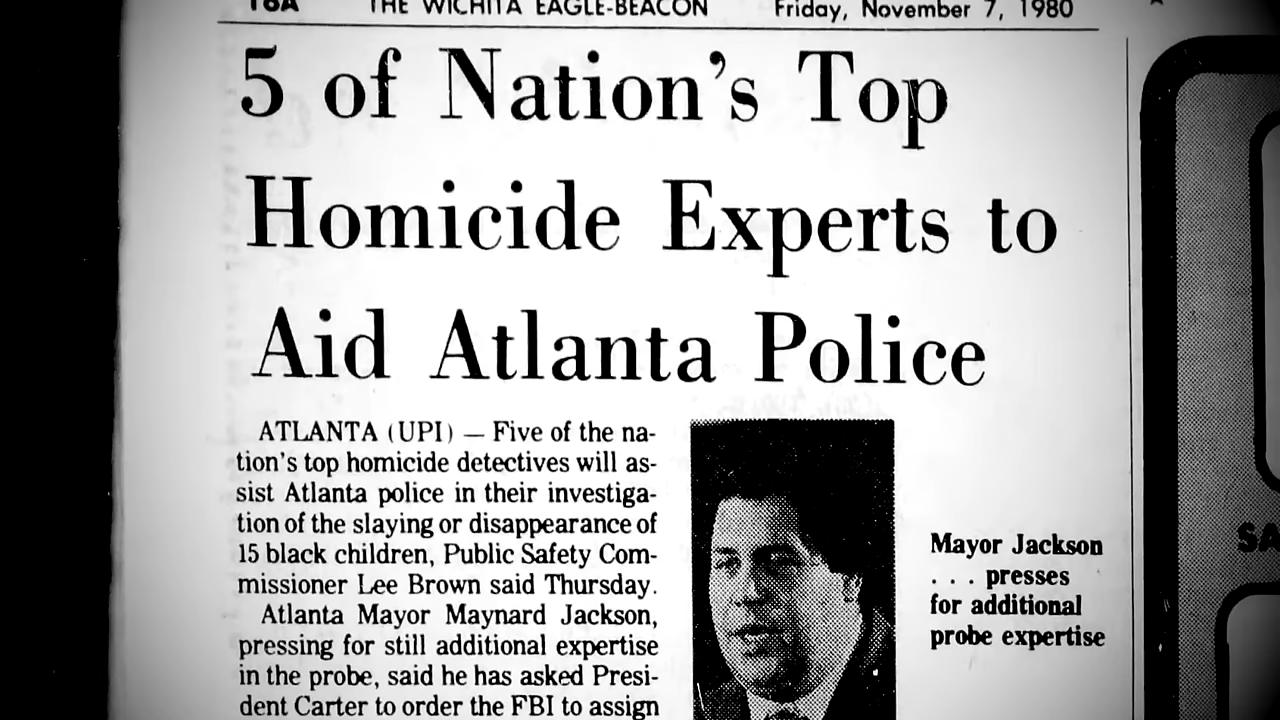 16A THE WICHITA EAGLE-BEACON Friday, November 7, 1980
5 of Nation's Top
Homicide Experts to
Aid Atlanta Police
ATLANTA (UPI) — Five of the na-
tion's top homicide detectives will as-
sist Atlanta police in their investiga-
tion of the slaying or disappearance of
15 black children, Public Safety Com-
missioner Lee Brown said Thursday.
Atlanta Mayor Maynard Jackson,
pressing for still additional expertise
in the probe, said he has asked Presi-
dent Carter to order the FBI to assign
Mayor Jackson
. . . presses
for additional
probe expertise
SA